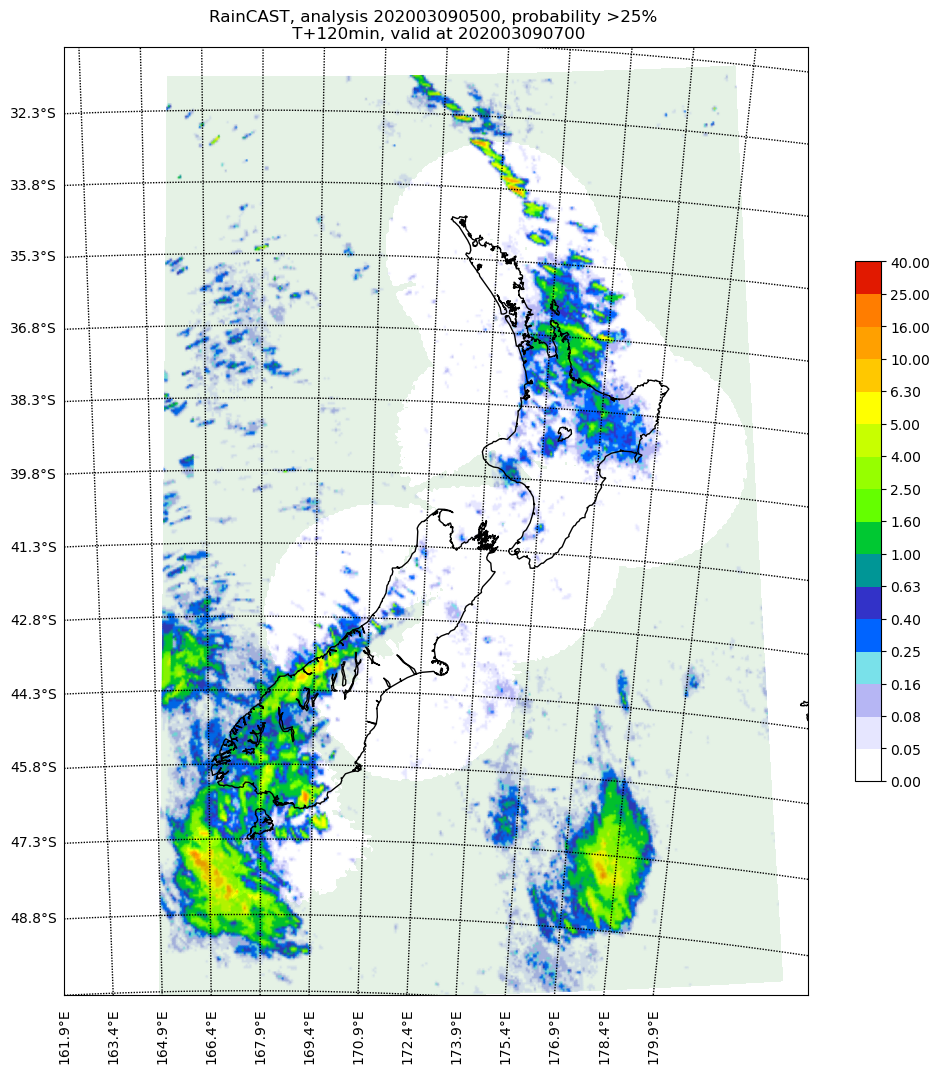 RainCAST, analysis 202003090500, probability >25%
T+120min, valid at 202003090700
32.3°S
33.8°S
35.3°S
36.8°S
38.3°S
39.8°S
41.3°S
42.8°S
44.3°S
45.8°S
47.3°S
48.8°S
161.9°E
163.4°E
164.9°E
166.4°E
167.9°E
169.4°E
170.9°E
172.4°E
173.9°E
175.4°E
176.9°E
178.4°E
179.9°E
40.00
25.00
16.00
10.00
6.30
5.00
4.00
2.50
1.60
1.00
0.63
0.40
0.25
0.16
0.08
0.05
0.00